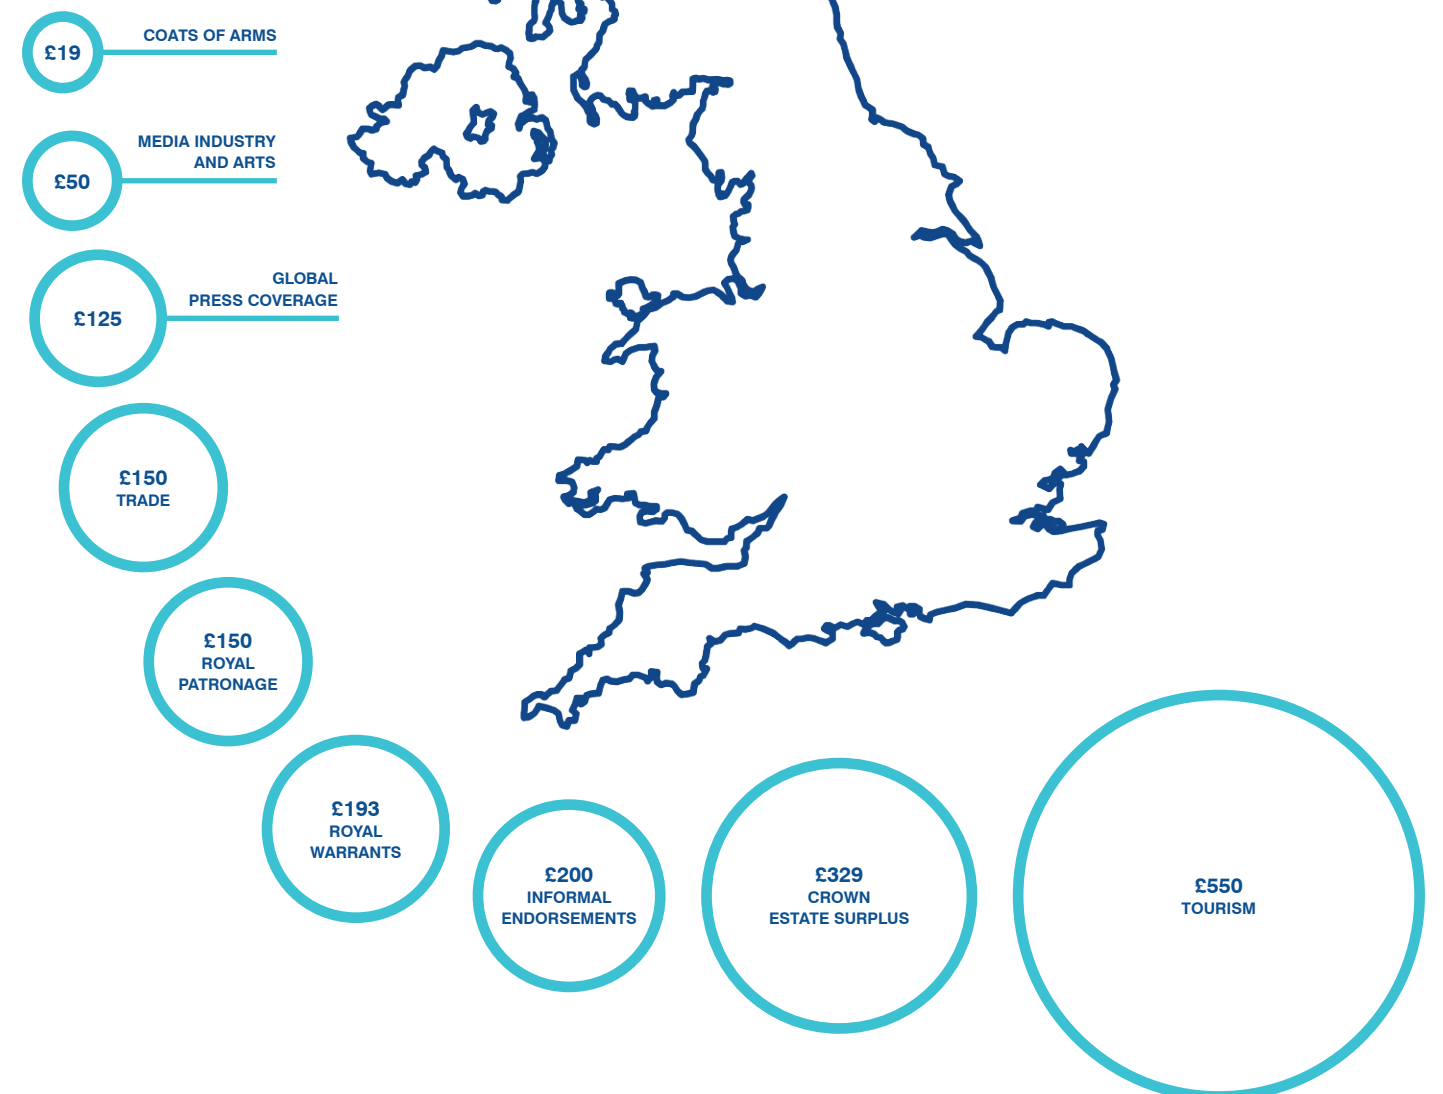 £19
COATS OF ARMS
£50
MEDIA INDUSTRY
AND ARTS
£125
GLOBAL
PRESS COVERAGE
£150
TRADE
£150
ROYAL
PATRONAGE
£193
ROYAL
WARRANTS
£200
INFORMAL
ENDORSEMENTS
£329
CROWN
ESTATE SURPLUS
£550
TOURISM